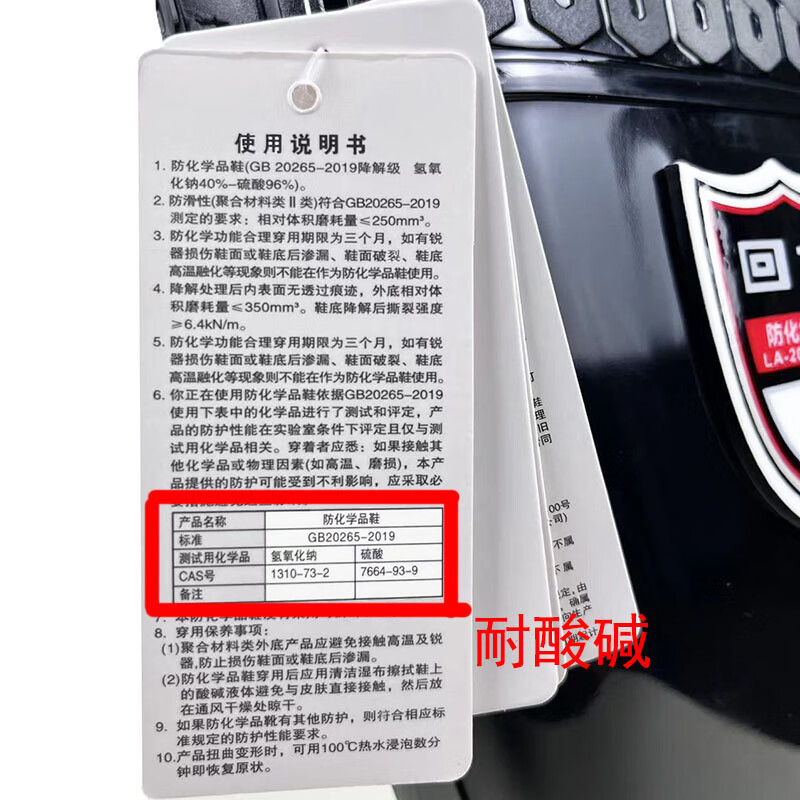 使用说明书
1. 防化学品鞋(GB 20265-2019降解级 氢氧
化钠40%-硫酸96%)。
2. 防滑性(聚合材料类Ⅱ类)符合GB20265-2019
测定的要求：相对体积磨耗量≤250mm³。
3. 防化学功能合理穿用期限为三个月，如有锐
器损伤鞋面或鞋底后渗漏、鞋面破裂、鞋底
高温融化等现象则不能在作为防化学品鞋使用。
4. 降解处理后内表面无透过痕迹，外底相对体
积磨耗量≤350mm³。鞋底降解后撕裂强度
≥6.4kN/m。
5. 防化学功能合理穿用期限为三个月，如有锐
器损伤鞋面或鞋底后渗漏、鞋面破裂、鞋底
高温融化等现象则不能在作为防化学品鞋使用。
6. 你正在使用防化学品鞋依据GB20265-2019
使用下表中的化学品进行了测试和评定，产
品的防护性能在实验室条件下评定且仅与测
试用化学品相关。穿着者应悉：如果接触其
他化学品或物理因素(如高温、磨损)，本产
品提供的防护可能受到不利影响，应采取必
产品名称 防化学品鞋
标准 GB20265-2019
测试用化学品 氢氧化纳 硫酸
CAS号 1310-73-2 7664-93-9
备注
8. 穿用保养事项：
(1)聚合材料类外底产品应避免接触高温及锐
器,防止损伤鞋面或鞋底后渗漏。
(2)防化学品鞋穿用后应用清洁湿布擦拭鞋上
的酸碱液体避免与皮肤直接接触，然后放
在通风干燥处晾干。
9. 如果防化学品靴有其他防护，则符合相应标
准规定的防护性能要求。
10.产品扭曲变形时，可用100℃热水浸泡数分
钟即恢复原状。
耐酸碱
回
防化
LA-20